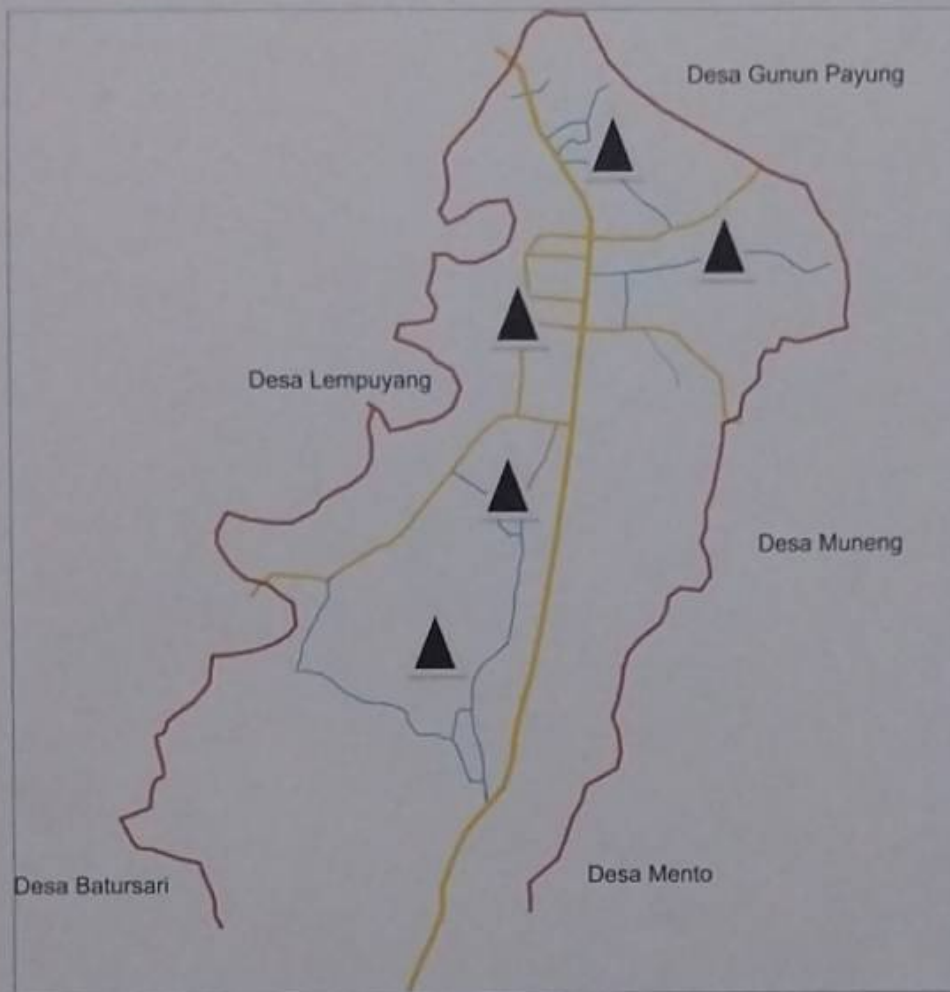 Desa Gunun Payung
Desa Lempuyang
Desa Muneng
Desa Mento
Desa Batursari